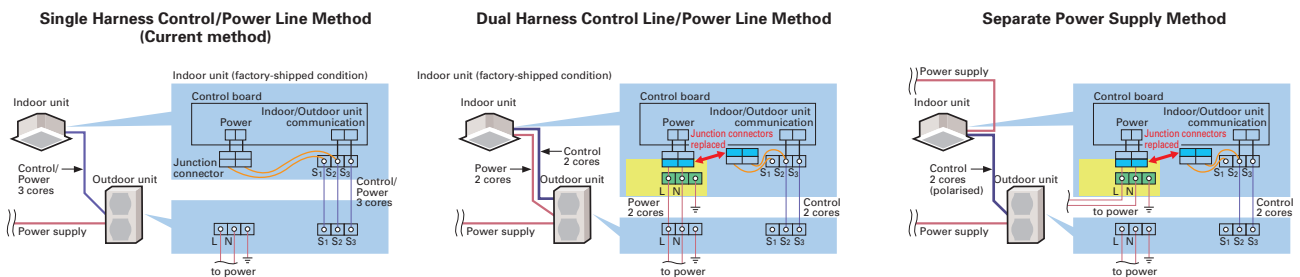 Single Harness Control/Power Line Method
(Current method)
Indoor unit (factory-shipped condition)
Indoor unit
Control board
Indoor/Outdoor unit
communication
Power
Junction
connector
S1 S2 S3
Control/
Power
3 cores
Outdoor unit
Control/
Power
3 cores
Power supply
L N
S1 S2 S3
to power
Dual Harness Control Line/Power Line Method
Indoor unit (factory-shipped condition)
Indoor unit
Control board
Indoor/Outdoor unit
communication
Power
Junction connectors
replaced
Control
2 cores
Power
2 cores
S1 S2 S3
Outdoor unit
L N
Power
2 cores
Control
2 cores
Power supply
L N
S1 S2 S3
to power
Separate Power Supply Method
Power supply
Indoor unit
Control board
Indoor/Outdoor unit
communication
Power
Junction connectors
replaced
Control
2 cores
(polarised)
S1 S2 S3
Outdoor unit
L N
to power
Control
2 cores
Power supply
L N
S1 S2 S3
to power